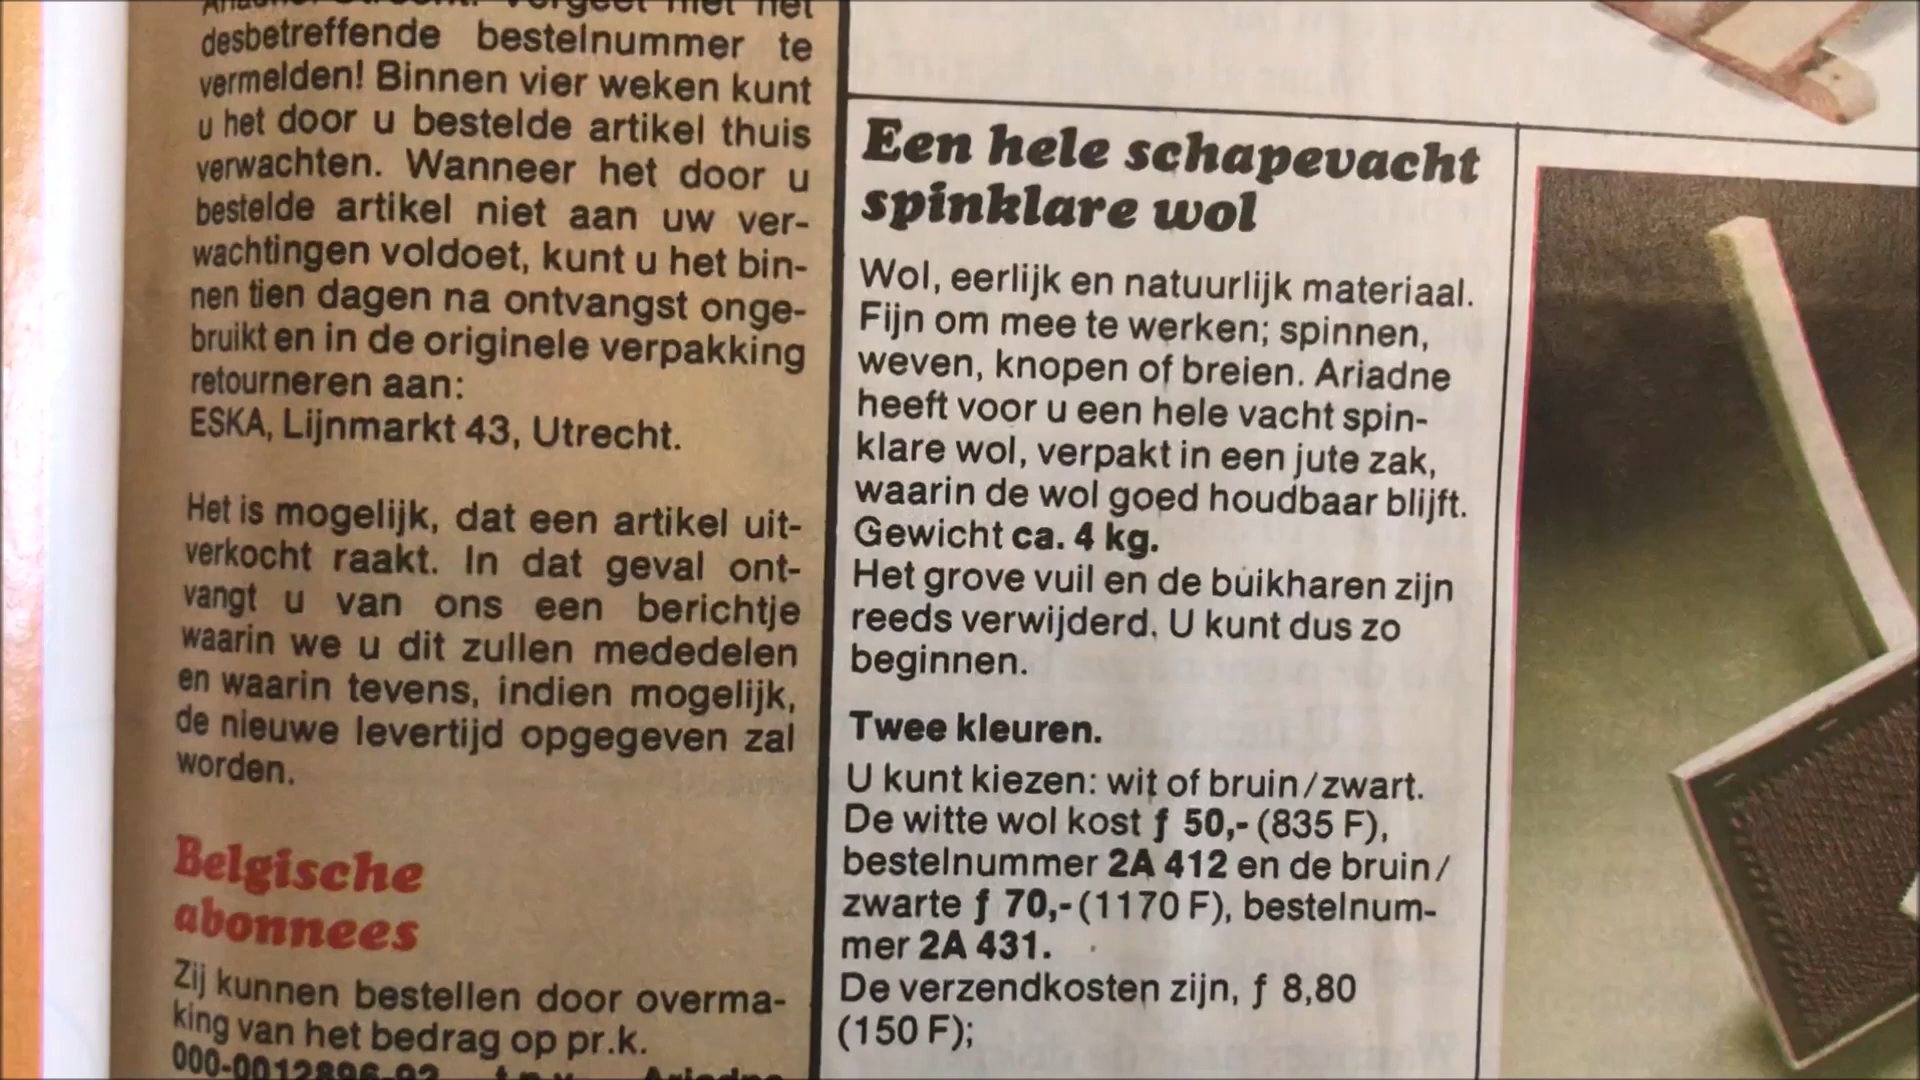 desbetreffende bestelnummer te
vermelden! Binnen vier weken kunt
u het door u bestelde artikel thuis
verwachten. Wanneer het door u
bestelde artikel niet aan uw ver-
wachtingen voldoet, kunt u het bin-
nen tien dagen na ontvangst onge-
bruikt en in de originele verpakking
retourneren aan:
ESKA, Lijnmarkt 43, Utrecht.
Het is mogelijk, dat een artikel uit-
verkocht raakt. In dat geval ont-
vangt u van ons een berichtje
waarin we u dit zullen mededelen
en waarin tevens, indien mogelijk,
de nieuwe levertijd opgegeven zal
worden.
Belgische
abonnees
Zij kunnen bestellen door overma-
king van het bedrag op pr.k.
Een hele schapevacht
spinklare wol
Wol, eerlijk en natuurlijk materiaal.
Fijn om mee te werken; spinnen,
weven, knopen of breien. Ariadne
heeft voor u een hele vacht spin-
klare wol, verpakt in een jute zak,
waarin de wol goed houdbaar blijft.
Gewicht ca. 4 kg.
Het grove vuil en de buikharen zijn
reeds verwijderd. U kunt dus zo
beginnen.
Twee kleuren.
U kunt kiezen: wit of bruin/zwart.
De witte wol kost ƒ 50,- (835 F),
bestelnummer 2A 412 en de bruin/
zwarte ƒ 70,- (1170 F), bestelnum-
mer 2A 431.
De verzendkosten zijn, ƒ 8,80
(150 F);